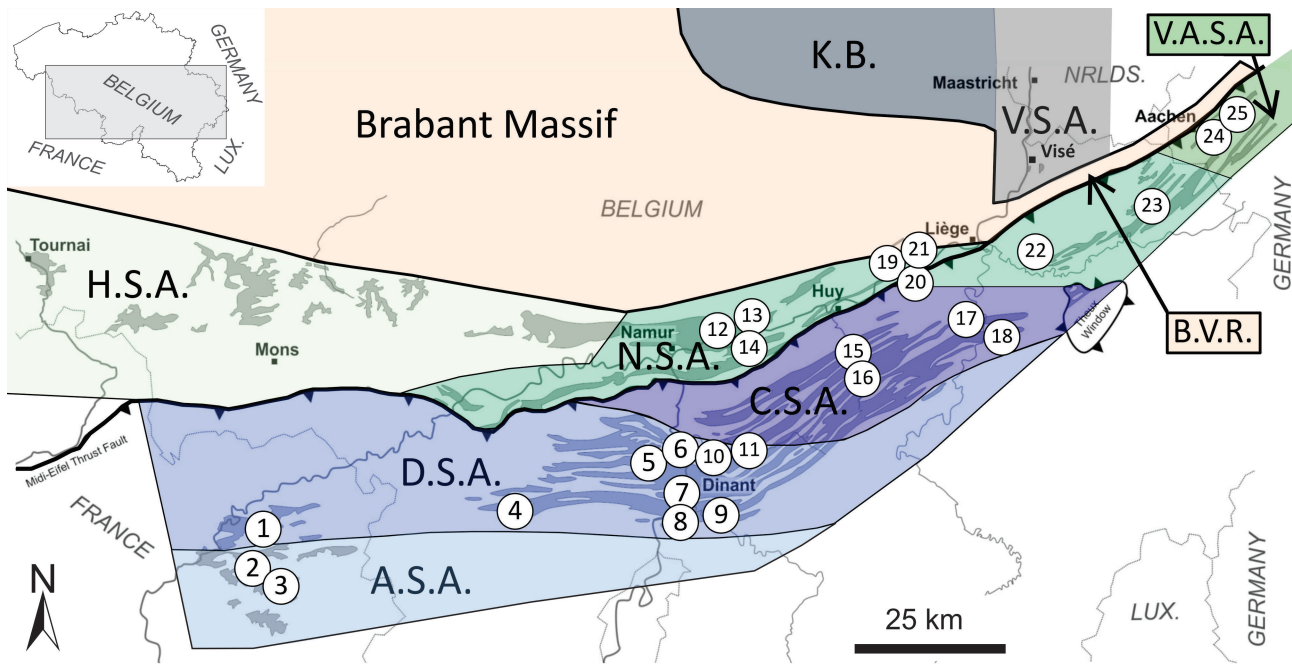 GERMANY
BELGIUM
FRANCE
LUX.
K.B.
Maastricht
NRLDS.
V.A.S.A.
Brabant Massif
V.S.A.
Visé
Aachen
25
24
BELGIUM
23
GERMANY
Tournai
H.S.A.
Mons
Liège
21
19
20
22
Huy
13
12
14
Namur
N.S.A.
17
18
Theux
Window
B.V.R.
15
16
C.S.A.
Midi-Eifel Thrust Fault
D.S.A.
6
5
10
11
Dinant
7
4
8
9
FRANCE
1
2
3
A.S.A.
N
25 km
LUX.
GERMANY